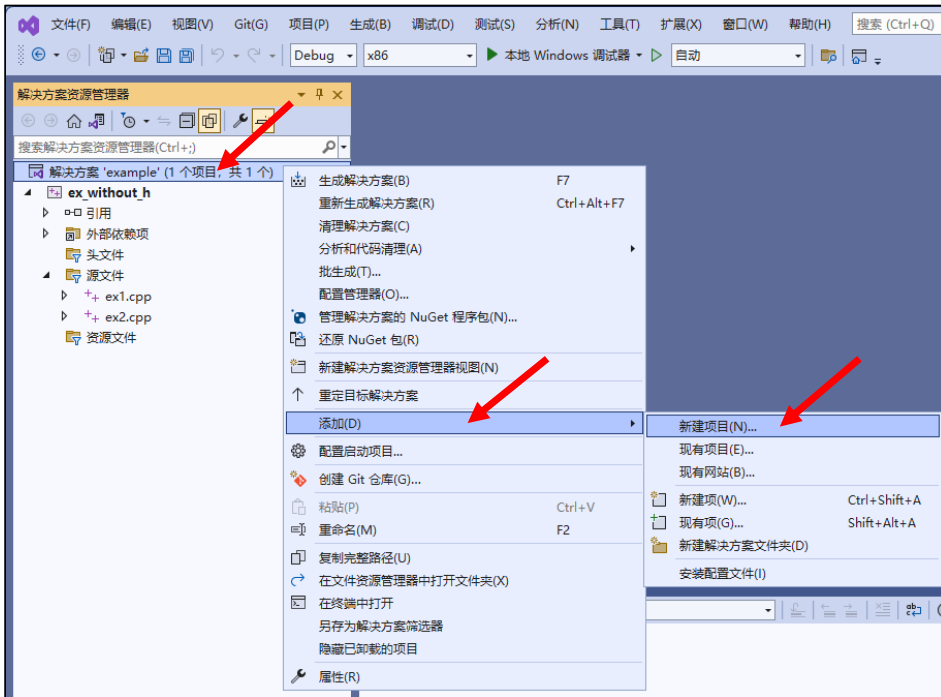 文件(F) 编辑(E) 视图(V) Git(G) 项目(P) 生成(B) 调试(D) 测试(S) 分析(N) 工具(T) 扩展(X) 窗口(W) 帮助(H) 搜索 (Ctrl+Q)
Debug x86 本地 Windows 调试器 自动
解决方案资源管理器
搜索解决方案资源管理器(Ctrl+;)
解决方案 'example' (1 个项目, 共 1 个)
ex_without_h
引用
外部依赖项
头文件
源文件
ex1.cpp
ex2.cpp
资源文件
生成解决方案(B) F7
重新生成解决方案(R) Ctrl+Alt+F7
清理解决方案(C)
分析和代码清理(A)
批生成(T)...
配置管理器(O)...
管理解决方案的 NuGet 程序包(N)...
还原 NuGet 包(R)
新建解决方案资源管理器视图(N)
重定目标解决方案
添加(D)
配置启动项目...
创建 Git 仓库(G)...
粘贴(P) Ctrl+V
重命名(M) F2
复制完整路径(U)
在文件资源管理器中打开文件夹(X)
在终端中打开
另存为解决方案筛选器
隐藏已卸载的项目
属性(R)
新建项目(N)...
现有项目(E)...
现有网站(B)...
新建项(W)... Ctrl+Shift+A
现有项(G)... Shift+Alt+A
新建解决方案文件夹(D)
安装配置文件(I)